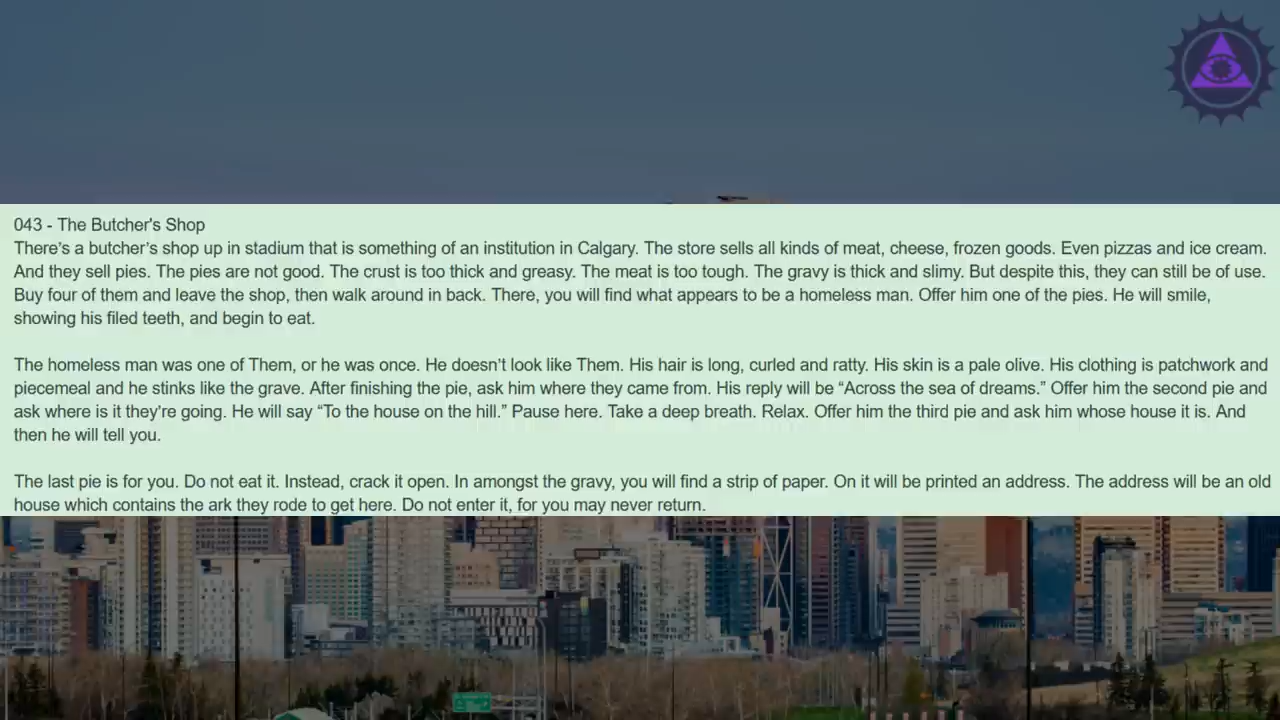 043 - The Butcher's Shop
There's a butcher's shop up in stadium that is something of an institution in Calgary. The store sells all kinds of meat, cheese, frozen goods. Even pizzas and ice cream.
And they sell pies. The pies are not good. The crust is too thick and greasy. The meat is too tough. The gravy is thick and slimy. But despite this, they can still be of use.
Buy four of them and leave the shop, then walk around in back. There, you will find what appears to be a homeless man. Offer him one of the pies. He will smile,
showing his filed teeth, and begin to eat.
The homeless man was one of Them, or he was once. He doesn't look like Them. His hair is long, curled and ratty. His skin is a pale olive. His clothing is patchwork and
piecemeal and he stinks like the grave. After finishing the pie, ask him where they came from. His reply will be “Across the sea of dreams.” Offer him the second pie and
ask where is it they're going. He will say “To the house on the hill.” Pause here. Take a deep breath. Relax. Offer him the third pie and ask him whose house it is. And
then he will tell you.
The last pie is for you. Do not eat it. Instead, crack it open. In amongst the gravy, you will find a strip of paper. On it will be printed an address. The address will be an old
house which contains the ark they rode to get here. Do not enter it, for you may never return.